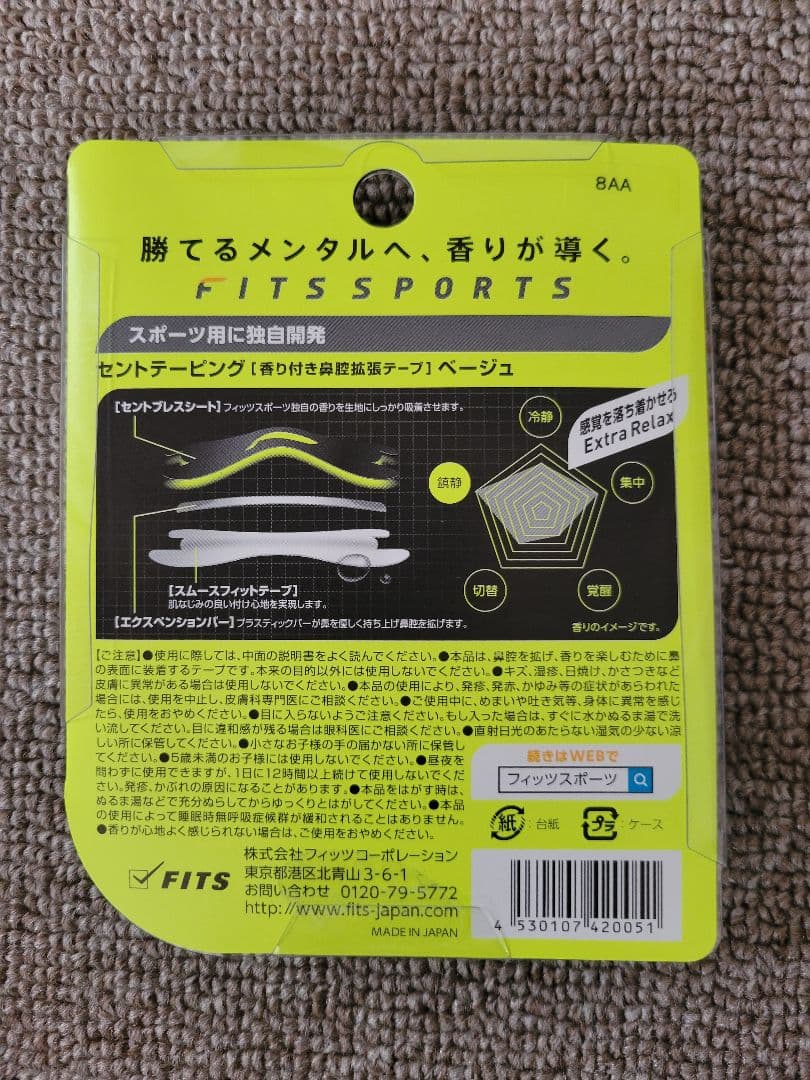 8AA
勝てるメンタルへ、香りが導く。
FITS SPORTS
スポーツ用に独自開発
セントテーピング[香り付き鼻腔拡張テープ]ベージュ
[セントブレスシート]フィッツスポーツ独自の香りを生地にしっかり吸着させます。
感覚を落ち着かせる
Extra Relax
冷静
鎮静
集中
切替
覚醒
[スムースフィットテープ]
肌なじみの良い付け心地を実現します。
[エクスペンションバー]プラスティックバーが鼻を優しく持ち上げ鼻腔を拡げます。
香りのイメージです。
【ご注意】●使用に際しては、中面の説明書をよく読んでください。●本品は、鼻腔を拡げ、香りを楽しむために鼻
の表面に装着するテープです。本来の目的以外には使用しないでください。●キズ、湿疹、日焼け、かさつきなど
皮膚に異常がある場合は使用しないでください。●本品の使用により、発疹、発赤、かゆみ等の症状があらわれた
場合には、使用を中止し、皮膚科専門医にご相談ください。●ご使用中に、めまいや吐き気等、身体に異常を感じ
たら、使用をおやめください。●目に入らないようご注意ください。もし入った場合は、すぐに水かぬるま湯で洗
い流してください。目に違和感が残る場合は眼科医にご相談ください。●直射日光のあたらない湿気の少ない涼
しい所に保管してください。●小さなお子様の手の届かない所に保管し
てください。●5歳未満のお子様には使用しないでください。●昼夜を
問わずに使用できますが、1日に12時間以上続けて使用しないでくだ
さい。発疹、かぶれの原因になることがあります。●本品をはがす時は、
ぬるま湯などで充分ぬらしてからゆっくりとはがしてください。●本品
の使用によって睡眠時無呼吸症候群が緩和されることはありません。
●香りが心地よく感じられない場合は、ご使用をおやめください。
続きはWEBで
フィッツスポーツ
紙:台紙
プラ:ケース
FITS
株式会社フィッツコーポレーション
東京都港区北青山3-6-1
お問い合わせ 0120-79-5772
http://www.fits-japan.com
MADE IN JAPAN
4 530107 420051